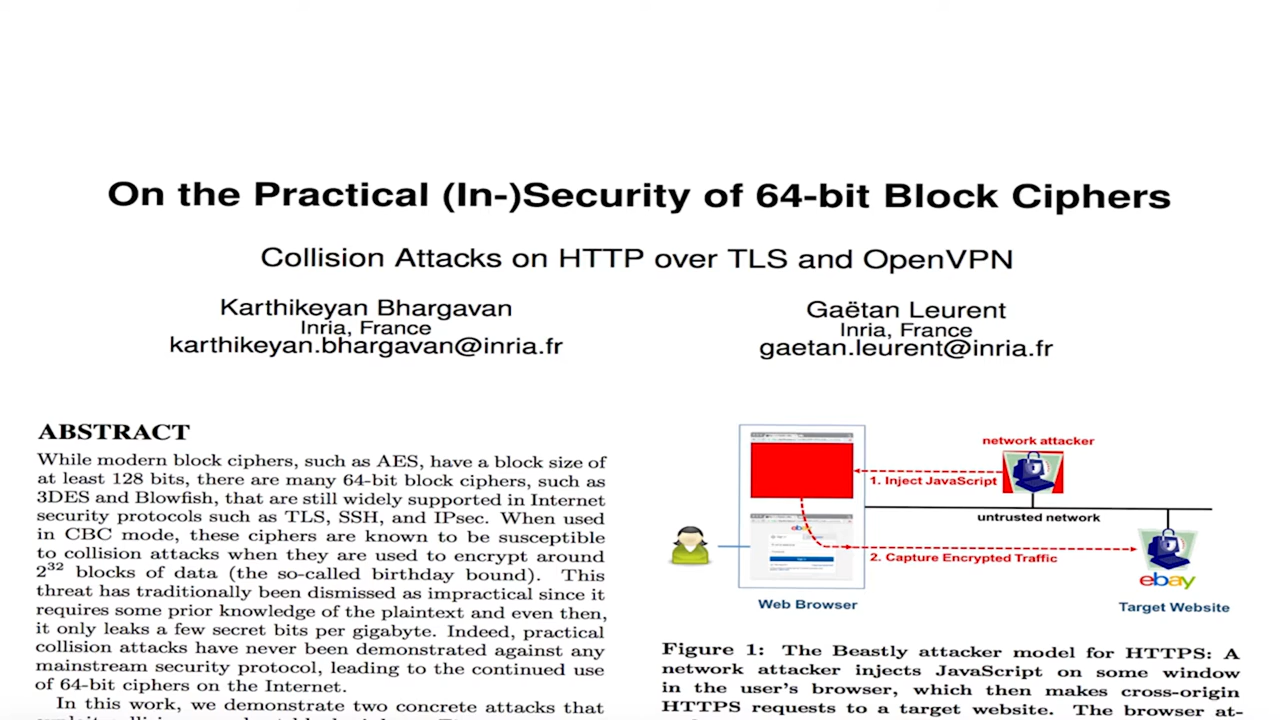 On the Practical (In-)Security of 64-bit Block Ciphers
Collision Attacks on HTTP over TLS and OpenVPN
Karthikeyan Bhargavan
Inria, France
karthikeyan.bhargavan@inria.fr
Gaëtan Leurent
Inria, France
gaetan.leurent@inria.fr
ABSTRACT
While modern block ciphers, such as AES, have a block size of
at least 128 bits, there are many 64-bit block ciphers, such as
3DES and Blowfish, that are still widely supported in Internet
security protocols such as TLS, SSH, and IPsec. When used
in CBC mode, these ciphers are known to be susceptible
to collision attacks when they are used to encrypt around
2^32 blocks of data (the so-called birthday bound). This
threat has traditionally been dismissed as impractical since it
requires some prior knowledge of the plaintext and even then,
it only leaks a few secret bits per gigabyte. Indeed, practical
collision attacks have never been demonstrated against any
mainstream security protocol, leading to the continued use
of 64-bit ciphers on the Internet.
In this work, we demonstrate two concrete attacks that
network attacker
1. Inject JavaScript
untrusted network
2. Capture Encrypted Traffic
ebay
Web Browser
Target Website
Figure 1: The Beastly attacker model for HTTPS: A
network attacker injects JavaScript on some window
in the user's browser, which then makes cross-origin
HTTPS requests to a target website. The browser at-